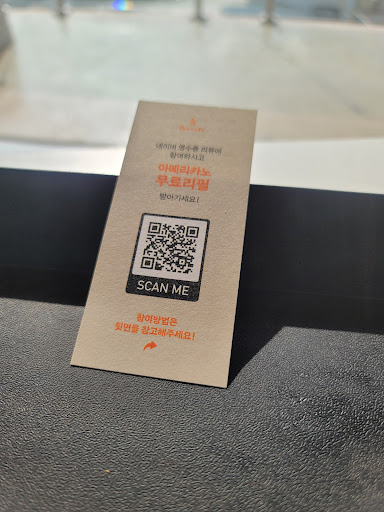 네이버 영수증 리뷰에
참여하시고
아메리카노
무료리필
받아가세요!
SCAN ME
참여방법은
뒷면을 참고해주세요!